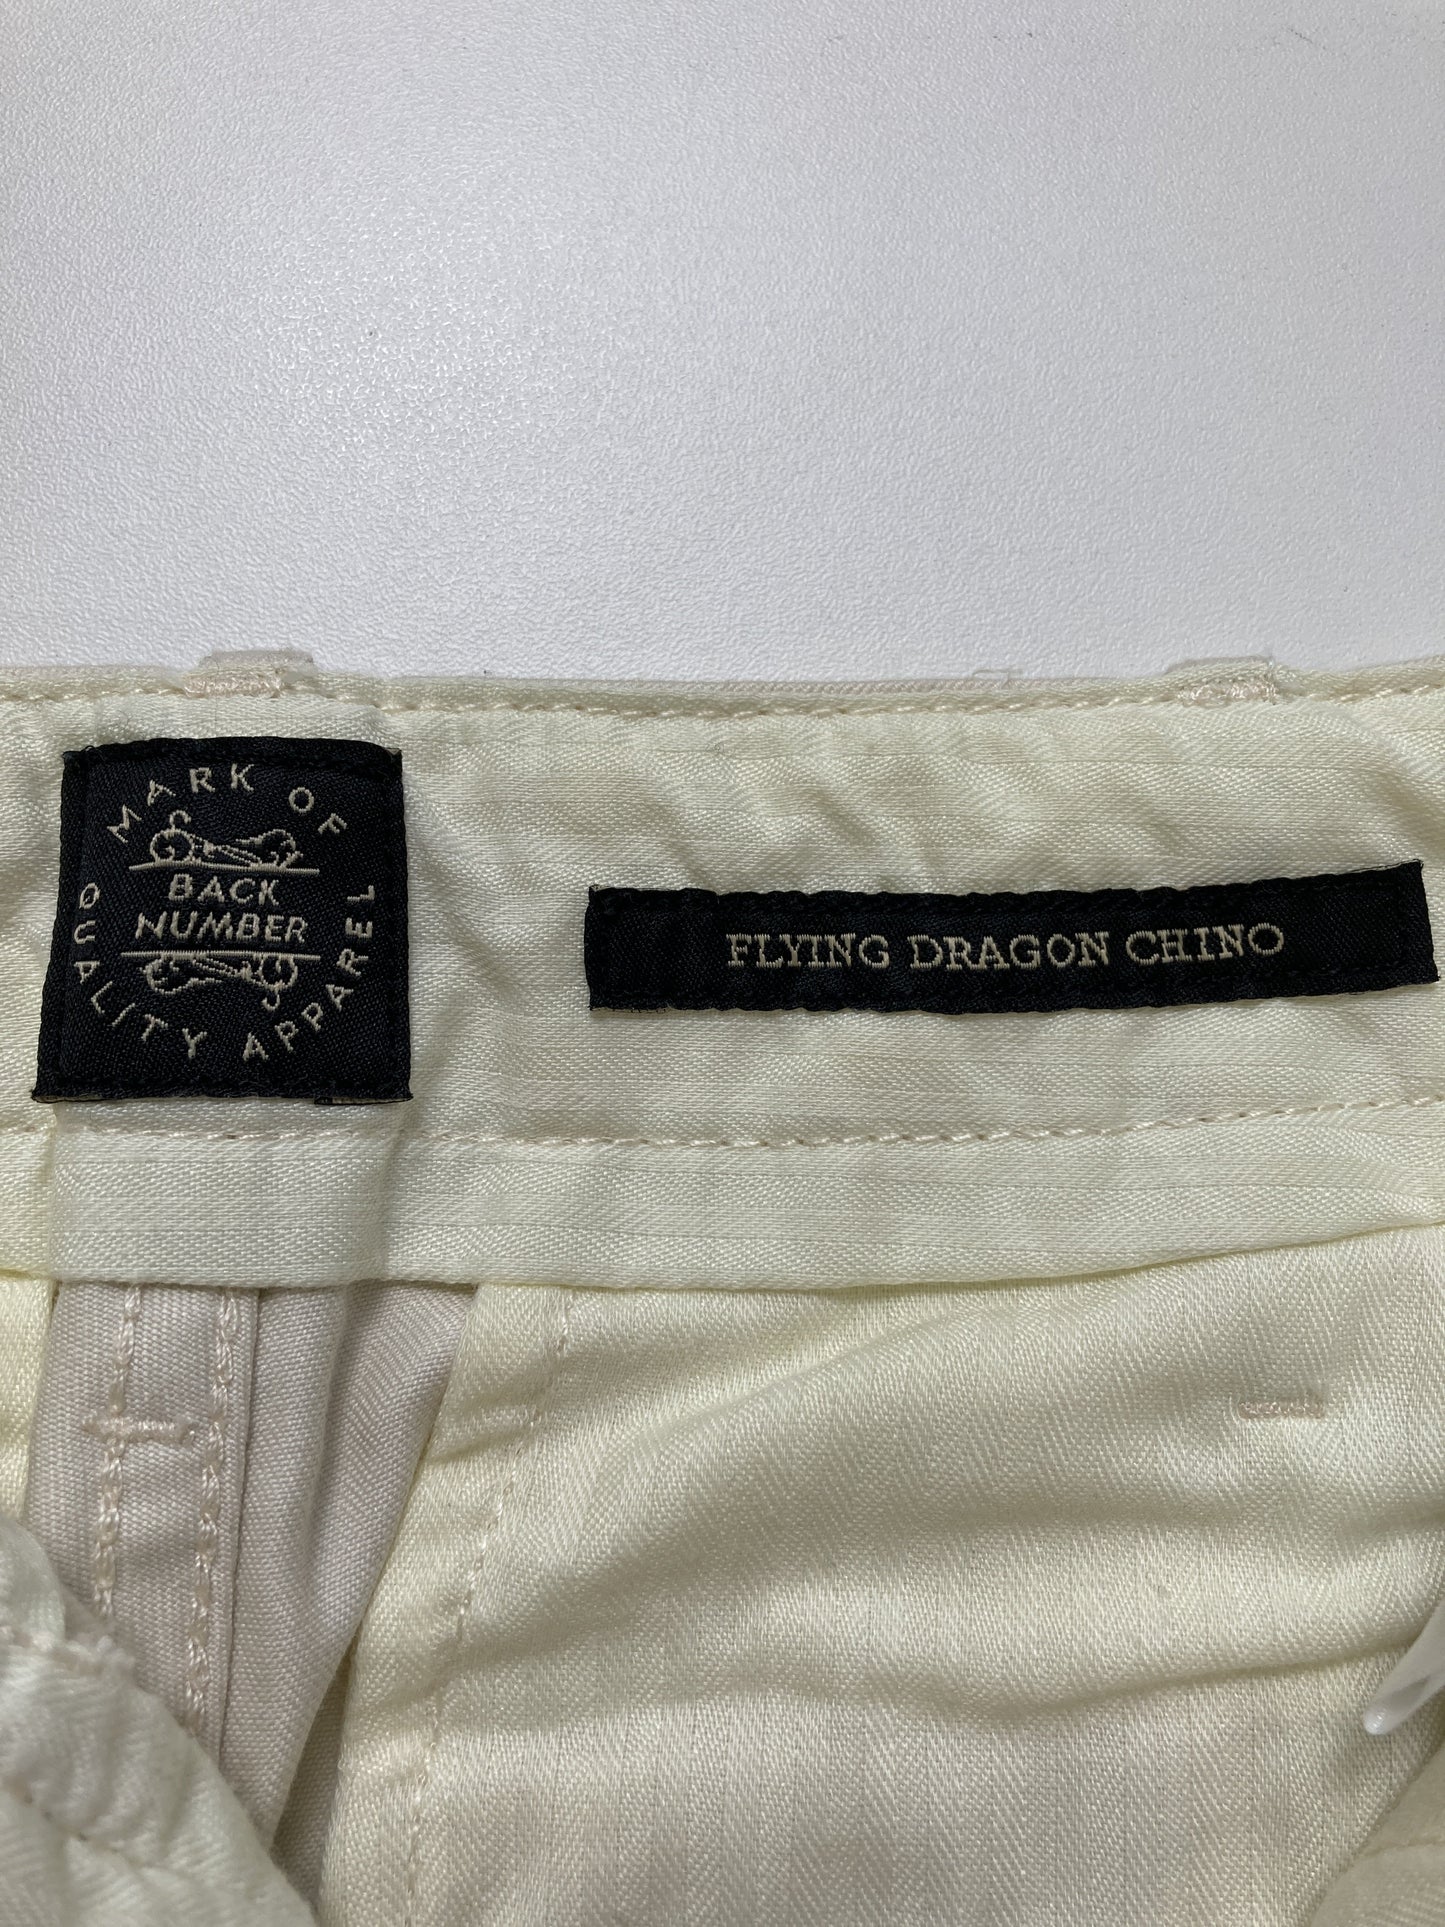 MARK OF
BACK
NUMBER
QUALITY APPAREL
FLYING DRAGON CHINO